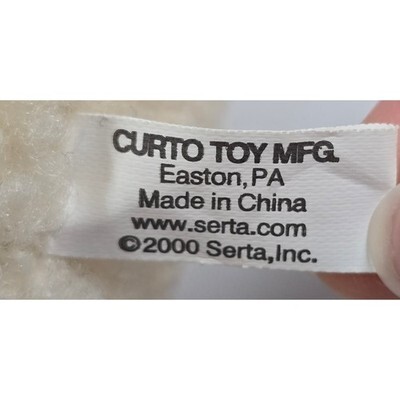 CURTO TOY MFG.
Easton, PA
Made in China
www.serta.com
©2000 Serta, Inc.